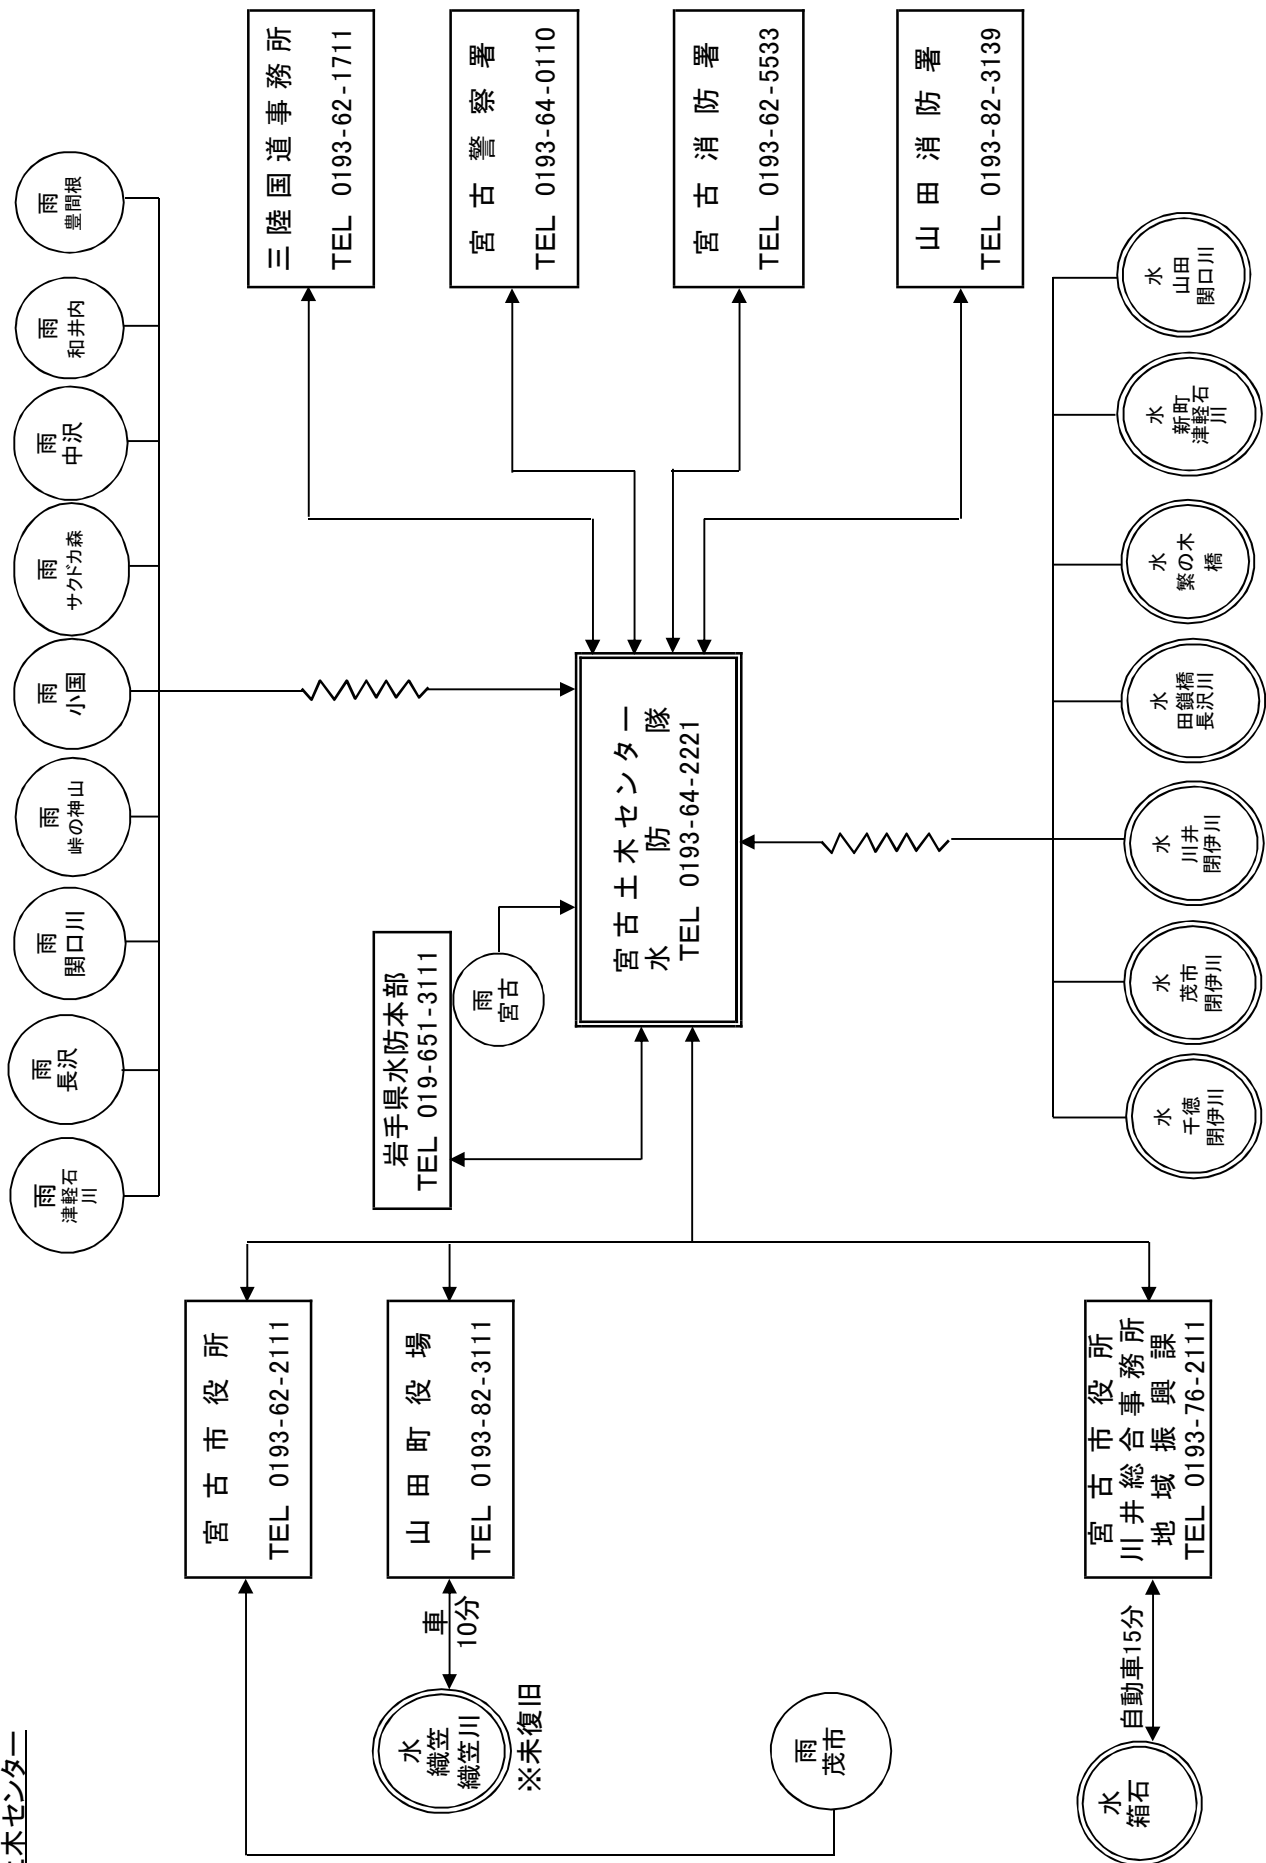 土木センター
雨
津軽石
川
雨
長沢
雨
関口川
雨
峠の神山
雨
小国
雨
サクドカ森
雨
中沢
雨
和井内
雨
豊間根
宮古市役所
TEL 0193-62-2111
山田町役場
TEL 0193-82-3111
宮古市役所
川井総合事務所
地域振興課
TEL 0193-76-2111
車
10分
水
織笠
織笠川
※未復旧
雨
茂市
自動車15分
水
箱石
岩手県水防本部
TEL 019-651-3111
雨
宮古
宮古土木センター
水防隊
TEL 0193-64-2221
三陸国道事務所
TEL 0193-62-1711
宮古警察署
TEL 0193-64-0110
宮古消防署
TEL 0193-62-5533
山田消防署
TEL 0193-82-3139
水
千徳
閉伊川
水
茂市
閉伊川
水
川井
閉伊川
水
田鎖橋
長沢川
水
繁の木
橋
水
新町
津軽石
川
水
山田
関口川